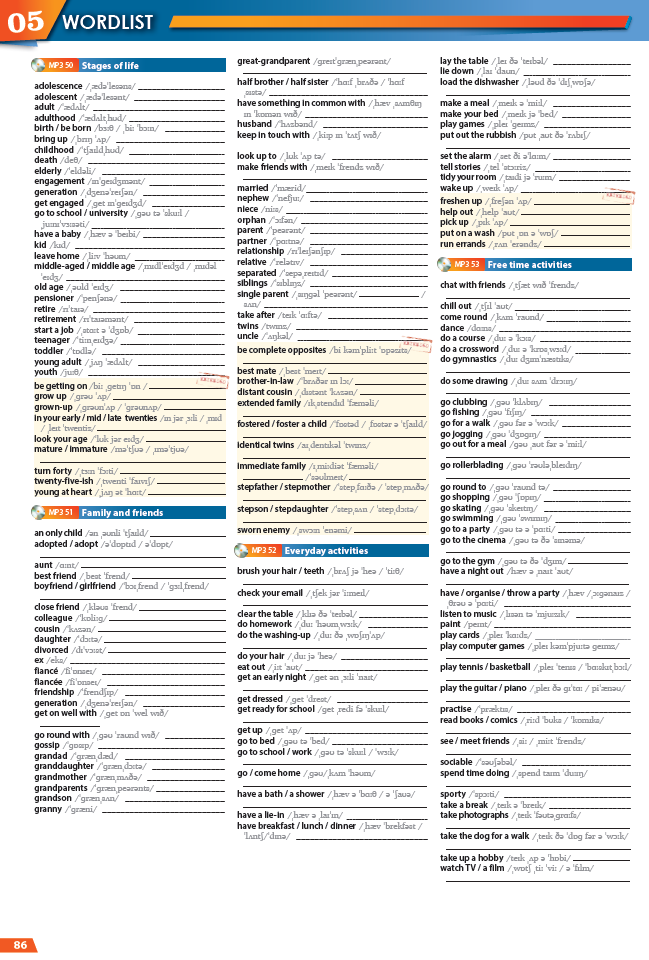 05 WORDLIST
MP3 50 Stages of life
adolescence /ˌædəˈlesəns/
adolescent /ˌædəˈlesənt/
adult /ˈædʌlt/
adulthood /ˈædʌltˌhʊd/
birth / be born /bɜːθ / ˌbiː ˈbɔːn/
bring up /ˌbrɪŋ ˈʌp/
childhood /ˈtʃaɪldˌhʊd/
death /deθ/
elderly /ˈeldəli/
engagement /ɪnˈɡeɪdʒmənt/
generation /ˌdʒenəˈreɪʃən/
get engaged /ˌɡet ɪnˈɡeɪdʒd/
go to school / university /ˌɡəʊ tə ˈskuːl /
ˌjuːnɪˈvɜːsəti/
have a baby /ˌhæv ə ˈbeɪbi/
kid /kɪd/
leave home /ˌliːv ˈhəʊm/
middle-aged / middle age /ˌmɪdlˈeɪdʒd / ˌmɪdəl
ˈeɪdʒ/
old age /ˌəʊld ˈeɪdʒ/
pensioner /ˈpenʃənə/
retire /rɪˈtaɪə/
retirement /rɪˈtaɪəmənt/
start a job /ˌstɑːt ə ˈdʒɒb/
teenager /ˈtiːnˌeɪdʒə/
toddler /ˈtɒdlə/
young adult /ˌjʌŋ ˈædʌlt/
youth /juːθ/
be getting on /biː ˌɡetɪŋ ˈɒn /
grow up /ˌɡrəʊ ˈʌp/
grown-up /ˌɡrəʊnˈʌp / ˈɡrəʊnʌp/
in your early / mid / late twenties /ɪn jər ˌɜːli / ˌmɪd
/ ˌleɪt ˈtwentiz/
look your age /ˈlʊk jər eɪdʒ/
mature / immature /məˈtʃʊə / ˌɪməˈtʃʊə/
turn forty /ˌtɜːn ˈfɔːti/
twenty-five-ish /ˌtwenti ˈfaɪvɪʃ/
young at heart /ˌjʌŋ ət ˈhɑːt/
MP3 51 Family and friends
an only child /ən ˌəʊnli ˈtʃaɪld/
adopted / adopt /əˈdɒptɪd / əˈdɒpt/
aunt /ɑːnt/
best friend / best ˈfrend/
boyfriend / girlfriend /ˈbɔɪˌfrend / ˈɡɜːlˌfrend/
close friend /ˌkləʊs ˈfrend/
colleague /ˈkɒliːɡ/
cousin /ˈkʌzən/
daughter /ˈdɔːtə/
divorced /dɪˈvɔːst/
ex /eks/
fiancé /fiˈɒnseɪ/
fiancée /fiˈɒnseɪ/
friendship /ˈfrendʃɪp/
generation /ˌdʒenəˈreɪʃən/
get on well with /ˌɡet ɒn ˈwel wɪð/
go round with /ˌɡəʊ ˈraʊnd wɪð/
gossip /ˈɡɒsɪp/
grandad /ˈɡrænˌdæd/
granddaughter /ˈɡrænˌdɔːtə/
grandmother /ˈɡrænˌmʌðə/
grandparents /ˈɡrænˌpeərənts/
grandson /ˈɡrænˌsʌn/
granny /ˈɡræni/
great-grandparent /ɡreɪtˈɡrænˌpeərənt/
half brother / half sister /ˈhɑːf ˌbrʌðə / ˈhɑːf
ˌsɪstə/
have something in common with /ˌhæv ˌsʌmθɪŋ
ɪn ˈkɒmən wɪð/
husband /ˈhʌzbənd/
keep in touch with /ˌkiːp ɪn ˈtʌtʃ wɪð/
look up to /ˌlʊk ˈʌp tə/
make friends with /ˌmeɪk ˈfrendz wɪð/
married /ˈmærid/
nephew /ˈnefjuː/
niece /niːs/
orphan /ˈɔːfən/
parent /ˈpeərənt/
partner /ˈpɑːtnə/
relationship /rɪˈleɪʃənʃɪp/
relative /ˈrelətɪv/
separated /ˈsepəˌreɪtɪd/
siblings /ˈsɪblɪŋz/
single parent /ˌsɪŋɡəl ˈpeərənt/ /
sʌn/
take after /ˈteɪk ˈɑːftə/
twins /twɪnz/
uncle /ˈʌŋkəl/
be complete opposites /bi kəmˈpliːt ˈɒpəzɪts/
best mate /ˌbest ˈmeɪt/
brother-in-law /ˈbrʌðər ɪn lɔː/
distant cousin /ˌdɪstənt ˈkʌzən/
extended family /ɪkˌstendɪd ˈfæməli/
fostered / foster a child /ˈfɒstəd / ˌfɒstər ə ˈtʃaɪld/
identical twins /aɪˌdentɪkəl ˈtwɪnz/
immediate family /ɪˌmiːdiət ˈfæməli/
/ ˈsəʊlmeɪt/
stepfather / stepmother /ˈstepˌfɑːðə / ˈstepˌmʌðə/
stepson / stepdaughter /ˈstepˌsʌn / ˈstepˌdɔːtə/
sworn enemy /ˌswɔːn ˈenəmi/
MP3 52 Everyday activities
brush your hair / teeth /ˌbrʌʃ jə ˈheə / ˈtiːθ/
check your email /ˌtʃek jər ˈiːmeɪl/
clear the table /ˌklɪə ðə ˈteɪbəl/
do homework /ˌduː ˈhəʊmˌwɜːk/
do the washing-up /ˌduː ðə ˌwɒʃɪŋˈʌp/
do your hair /ˌduː jə ˈheə/
eat out /ˌiːt ˈaʊt/
get an early night /ˌɡet ən ˌɜːli ˈnaɪt/
get dressed /ˌɡet ˈdrest/
get ready for school /ɡet ˌredi fə ˈskuːl/
get up /ˌɡet ˈʌp/
go to bed /ˌɡəʊ tə ˈbed/
go to school / work /ˌɡəʊ tə ˈskuːl / ˈwɜːk/
go / come home /ˌɡəʊ/ ˌkʌm ˈhəʊm/
have a bath / a shower /ˌhæv ə ˈbɑːθ / ə ˈʃaʊə/
have a lie-in /ˌhæv ə ˌlaɪˈɪn/
have breakfast / lunch / dinner /ˌhæv ˈbrekfəst /
ˈlʌntʃ/ˈdɪnə/
lay the table /ˌleɪ ðə ˈteɪbəl/
lie down /ˌlaɪ ˈdaʊn/
load the dishwasher /ˌləʊd ðə ˈdɪʃˌwɒʃə/
make a meal /ˌmeɪk ə ˈmiːl/
make your bed /ˌmeɪk jə ˈbed/
play games /ˌpleɪ ˈɡeɪmz/
put out the rubbish /pʊt ˌaʊt ðə ˈrʌbɪʃ/
set the alarm /ˌset ði əˈlɑːm/
tell stories /ˌtel ˈstɔːriz/
tidy your room /ˌtaɪdi jə ˈruːm/
wake up /ˌweɪk ˈʌp/
freshen up /ˌfreʃən ˈʌp/
help out /ˌhelp ˈaʊt/
pick up /ˌpɪk ˈʌp/
put on a wash /pʊt ˌɒn ə ˈwɒʃ/
run errands /ˌrʌn ˈerəndz/
MP3 53 Free time activities
chat with friends /ˌtʃæt wɪð ˈfrendz/
chill out /ˌtʃɪl ˈaʊt/
come round /ˌkʌm ˈraʊnd/
dance /dɑːns/
do a course /ˌduː ə ˈkɔːs/
do a crossword /ˌduː ə ˈkrɒsˌwɜːd/
do gymnastics /ˌduː dʒɪmˈnæstɪks/
do some drawing /ˌduː sʌm ˈdrɔːɪŋ/
go clubbing /ˌɡəʊ ˈklʌbɪŋ/
go fishing /ˌɡəʊ ˈfɪʃɪŋ/
go for a walk /ˌɡəʊ fər ə ˈwɔːk/
go jogging /ˌɡəʊ ˈdʒɒɡɪŋ/
go out for a meal /ˌɡəʊ ˌaʊt fər ə ˈmiːl/
go rollerblading /ˌɡəʊ ˈrəʊləˌbleɪdɪŋ/
go round to /ˌɡəʊ ˈraʊnd tə/
go shopping /ˌɡəʊ ˈʃɒpɪŋ/
go skating /ˌɡəʊ ˈskeɪtɪŋ/
go swimming /ˌɡəʊ ˈswɪmɪŋ/
go to a party /ˌɡəʊ tə ə ˈpɑːti/
go to the cinema /ˌɡəʊ tə ðə ˈsɪnəmə/
go to the gym /ˌɡəʊ tə ðə ˈdʒɪm/
have a night out /hæv ə ˌnaɪt ˈaʊt/
have / organise / throw a party /ˌhæv / ˌɔːɡənaɪz /
ˌθrəʊ ə ˈpɑːti/
listen to music /ˌlɪsən tə ˈmjuːzɪk/
paint /peɪnt/
play cards /ˌpleɪ ˈkɑːdz/
play computer games /ˌpleɪ kəmˈpjuːtə ɡeɪmz/
play tennis / basketball /ˌpleɪ ˈtenɪs / ˈbɑːskɪtˌbɔːl/
play the guitar / piano /ˌpleɪ ðə ɡɪˈtɑː / piˈænəʊ/
practise /ˈpræktɪs/
read books / comics /ˌriːd ˈbʊks / ˈkɒmɪks/
see / meet friends /ˌsiː / ˌmiːt ˈfrendz/
sociable /ˈsəʊʃəbəl/
spend time doing /ˌspend taɪm ˈduːɪŋ/
sporty /ˈspɔːti/
take a break /ˌteɪk ə ˈbreɪk/
take photographs /ˌteɪk ˈfəʊtəˌɡrɑːfs/
take the dog for a walk /ˌteɪk ðə ˈdɒɡ fər ə ˈwɔːk/
take up a hobby /teɪk ˌʌp ə ˈhɒbi/
watch TV / a film /ˌwɒtʃ ˌtiː ˈviː / ə ˈfɪlm/
86